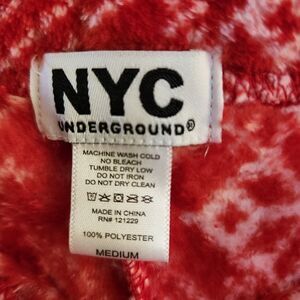 NYC
UNDERGROUND®
MACHINE WASH COLD
NO BLEACH
TUMBLE DRY LOW
DO NOT IRON
DO NOT DRY CLEAN
MADE IN CHINA
RN# 121229
100% POLYESTER
MEDIUM